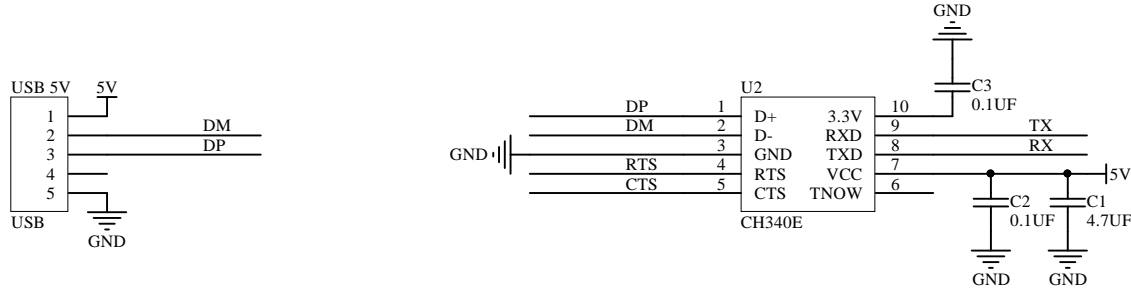 USB 5V
5V
1
2
3
4
5
DM
DP
USB
GND
GND
DP
DM
RTS
CTS
1
2
3
4
5
U2
D+
D-
GND
RTS
CTS
3.3V
RXD
TXD
VCC
TNOW
CH340E
10
9
8
7
6
GND
C3
0.1UF
TX
RX
5V
C2
0.1UF
C1
4.7UF
GND
GND